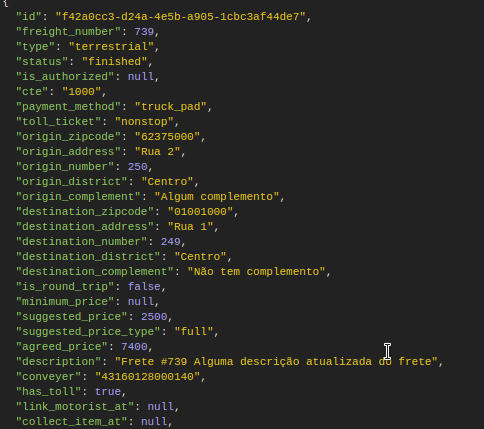 {
"id": "f42a0cc3-d24a-4e5b-a905-1cbc3af44de7",
"freight_number": 739,
"type": "terrestrial",
"status": "finished",
"is_authorized": null,
"cte": "1000",
"payment_method": "truck_pad",
"toll_ticket": "nonstop",
"origin_zipcode": "62375000",
"origin_address": "Rua 2",
"origin_number": 250,
"origin_district": "Centro",
"origin_complement": "Algum complemento",
"destination_zipcode": "01001000",
"destination_address": "Rua 1",
"destination_number": 249,
"destination_district": "Centro",
"destination_complement": "Não tem complemento",
"is_round_trip": false,
"minimum_price": null,
"suggested_price": 2500,
"suggested_price_type": "full",
"agreed_price": 7400,
"description": "Frete #739 Alguma descrição atualizada do frete",
"conveyer": "43160128000140",
"has_toll": true,
"link_motorist_at": null,
"collect_item_at": null,